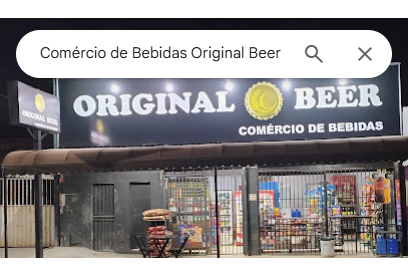 Comércio de Bebidas Original Beer
ORIGINAL BEER
COMÉRCIO DE BEBIDAS
ORIGINAL BEER